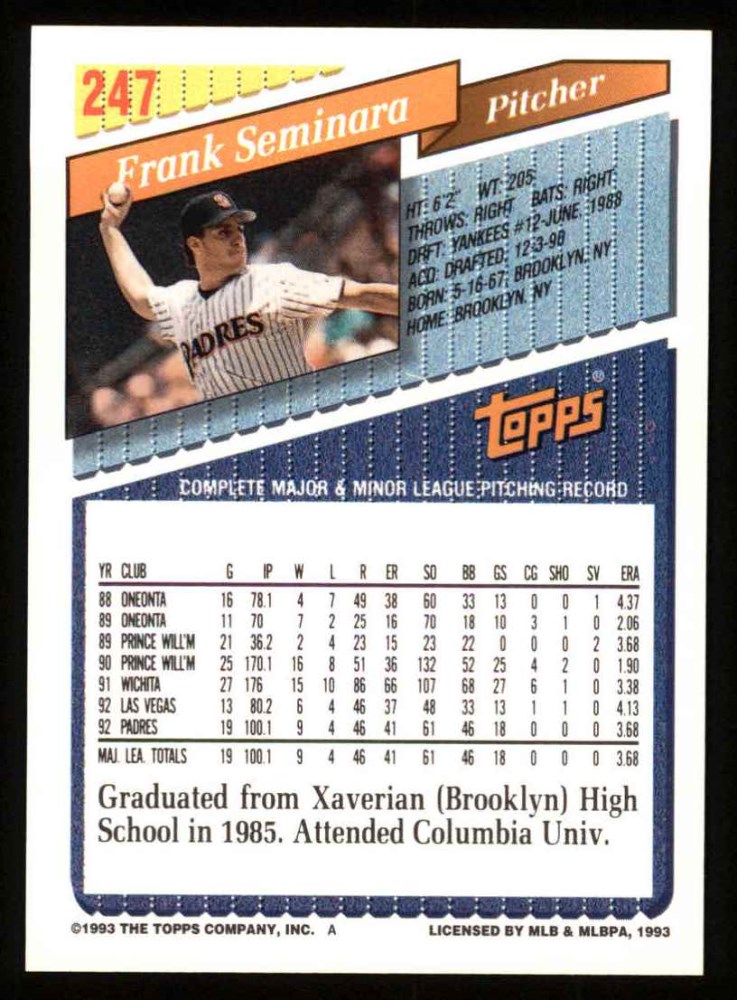 247
Frank Seminara
Pitcher
HT: 6'2" WT: 205
THROWS: RIGHT BATS: RIGHT
DRFT: YANKEES #12-JUNE, 1988
ACQ: DRAFTED, 12-3-90
BORN: 5-16-67, BROOKLYN, NY
HOME: BROOKLYN, NY
PADRES
SD
topps®
COMPLETE MAJOR & MINOR LEAGUE PITCHING RECORD
YR CLUB G IP W L R ER SO BB GS CG SHO SV ERA
88 ONEONTA 16 78.1 4 7 49 38 60 33 13 0 0 1 4.37
89 ONEONTA 11 70 7 2 25 16 70 18 10 3 1 0 2.06
89 PRINCE WILL'M 21 36.2 2 4 23 15 23 22 0 0 0 2 3.68
90 PRINCE WILL'M 25 170.1 16 8 51 36 132 52 25 4 2 0 1.90
91 WICHITA 27 176 15 10 86 66 107 68 27 6 1 0 3.38
92 LAS VEGAS 13 80.2 6 4 46 37 48 33 13 1 1 0 4.13
92 PADRES 19 100.1 9 4 46 41 61 46 18 0 0 0 3.68
MAJ. LEA. TOTALS 19 100.1 9 4 46 41 61 46 18 0 0 0 3.68
Graduated from Xaverian (Brooklyn) High
School in 1985. Attended Columbia Univ.
©1993 THE TOPPS COMPANY, INC. A
LICENSED BY MLB & MLBPA, 1993